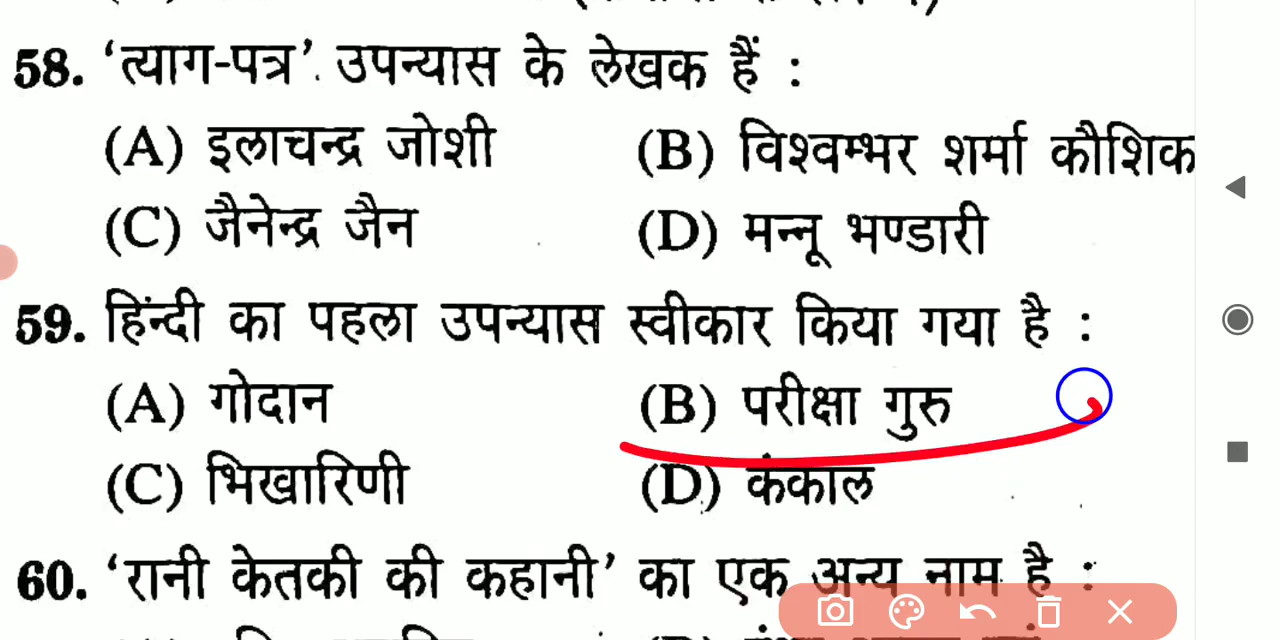 58. ‘त्याग-पत्र’ उपन्यास के लेखक हैं :
(A) इलाचन्द्र जोशी (B) विश्वम्भर शर्मा कौशिक
(C) जैनेन्द्र जैन (D) मन्नू भण्डारी
59. हिंन्दी का पहला उपन्यास स्वीकार किया गया है :
(A) गोदान (B) परीक्षा गुरु
(C) भिखारिणी (D) कंकाल
60. ‘रानी केतकी की कहानी’ का एक अन्य नाम है :